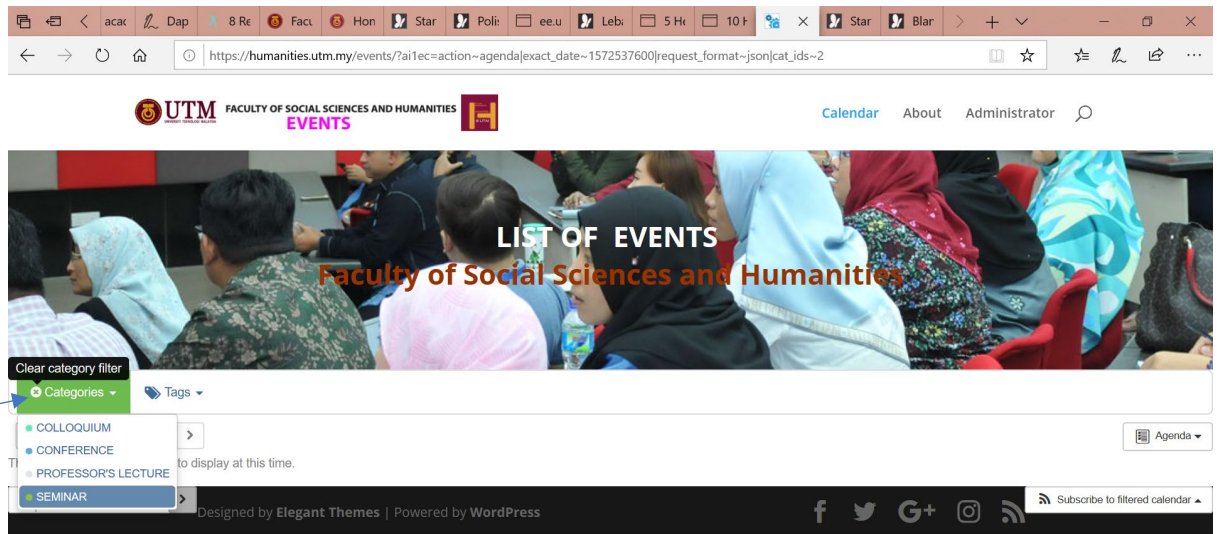 acac Dap 8 Re Facu Hon Star Polis ee.u Leba 5 He 10 H Star Blar
https://humanities.utm.my/events/?ai1ec=action~agenda|exact_date~1572537600|request_format~json|cat_ids~2
UTM FACULTY OF SOCIAL SCIENCES AND HUMANITIES
UNIVERSITI TEKNOLOGI MALAYSIA
EVENTS
Calendar About Administrator
LIST OF EVENTS
Faculty of Social Sciences and Humanities
Clear category filter
Categories Tags
COLLOQUIUM
CONFERENCE
Agenda
PROFESSOR'S LECTURE
to display at this time.
SEMINAR
Subscribe to filtered calendar
Designed by Elegant Themes | Powered by WordPress